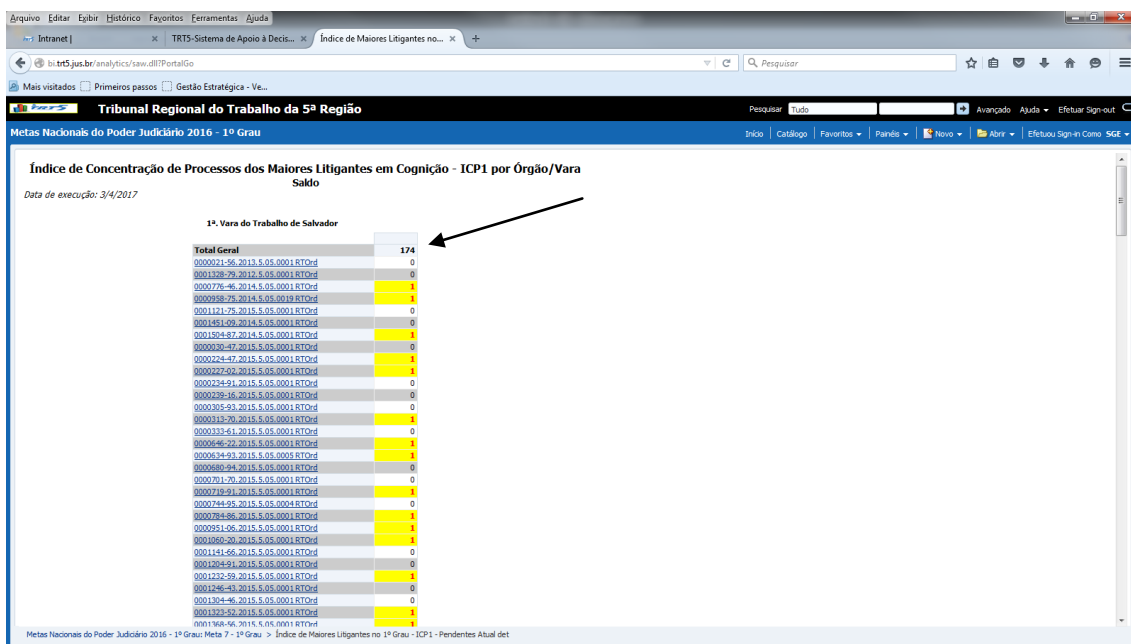 Arquivo Editar Exibir Histórico Favoritos Ferramentas Ajuda
Intranet | × TRT5-Sistema de Apoio à Decis... × Índice de Maiores Litigantes no... × +
bi.trt5.jus.br/analytics/saw.dll?PortalGo Pesquisar
Mais visitados Primeiros passos Gestão Estratégica - Ve...
TRT5 Tribunal Regional do Trabalho da 5ª Região Pesquisar Tudo Avançado Ajuda Efetuar Sign-out
Metas Nacionais do Poder Judiciário 2016 - 1º Grau Início Catálogo Favoritos Painéis Novo Abrir Efetuou Sign-in Como SGE
Índice de Concentração de Processos dos Maiores Litigantes em Cognição - ICP1 por Órgão/Vara
Saldo
Data de execução: 3/4/2017
1ª. Vara do Trabalho de Salvador
Total Geral 174
0000021-56.2013.5.05.0001 RTOrd 0
0001328-79.2012.5.05.0001 RTOrd 0
0000776-46.2014.5.05.0001 RTOrd 1
0000958-75.2014.5.05.0019 RTOrd 1
0001121-75.2015.5.05.0001 RTOrd 0
0001451-09.2014.5.05.0001 RTOrd 0
0001504-87.2014.5.05.0001 RTOrd 1
0000030-47.2015.5.05.0001 RTOrd 0
0000224-47.2015.5.05.0001 RTOrd 1
0000227-02.2015.5.05.0001 RTOrd 1
0000234-91.2015.5.05.0001 RTOrd 0
0000239-16.2015.5.05.0001 RTOrd 0
0000305-93.2015.5.05.0001 RTOrd 0
0000313-70.2015.5.05.0001 RTOrd 1
0000333-61.2015.5.05.0001 RTOrd 0
0000646-22.2015.5.05.0001 RTOrd 1
0000634-93.2015.5.05.0005 RTOrd 1
0000680-94.2015.5.05.0001 RTOrd 0
0000701-70.2015.5.05.0001 RTOrd 0
0000719-91.2015.5.05.0001 RTOrd 1
0000744-95.2015.5.05.0004 RTOrd 0
0000784-86.2015.5.05.0001 RTOrd 1
0000951-06.2015.5.05.0001 RTOrd 1
0001060-20.2015.5.05.0001 RTOrd 1
0001141-66.2015.5.05.0001 RTOrd 0
0001204-91.2015.5.05.0001 RTOrd 0
0001232-59.2015.5.05.0001 RTOrd 1
0001246-43.2015.5.05.0001 RTOrd 0
0001304-46.2015.5.05.0001 RTOrd 0
0001323-52.2015.5.05.0001 RTOrd 1
0001368-56.2015.5.05.0001 RTOrd 1
Metas Nacionais do Poder Judiciário 2016 - 1º Grau: Meta 7 - 1º Grau > Índice de Maiores Litigantes no 1º Grau - ICP1 - Pendentes Atual det